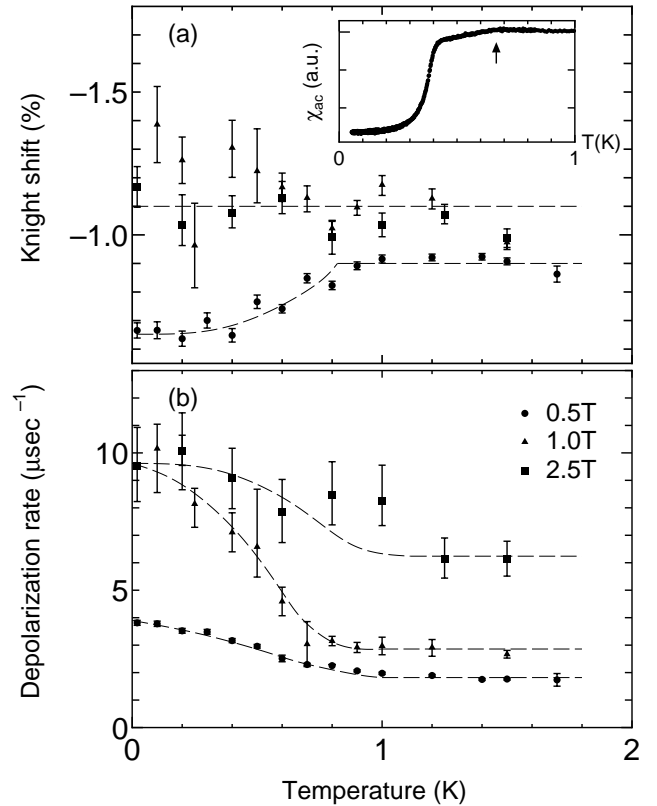 (a)
χac (a.u.)
T(K)
0
1
−1.5
−1.0
Knight shift (%)
(b)
0.5T
1.0T
2.5T
10
5
0
Depolarization rate (μsec −1)
0
1
2
Temperature (K)